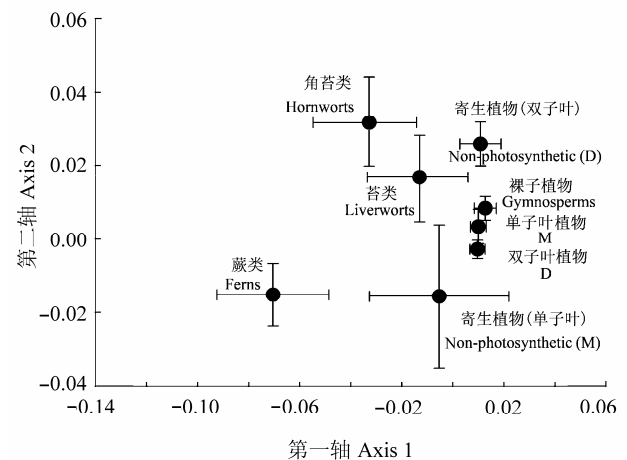 0.06
0.04
0.02
0.00
−0.02
−0.04
第二轴 Axis 2
角苔类
Hornworts
寄生植物(双子叶)
Non-photosynthetic (D)
苔类
Liverworts
裸子植物
Gymnosperms
单子叶植物
M
双子叶植物
D
蕨类
Ferns
寄生植物(单子叶)
Non-photosynthetic (M)
−0.14
−0.10
−0.06
−0.02
0.02
0.06
第一轴 Axis 1